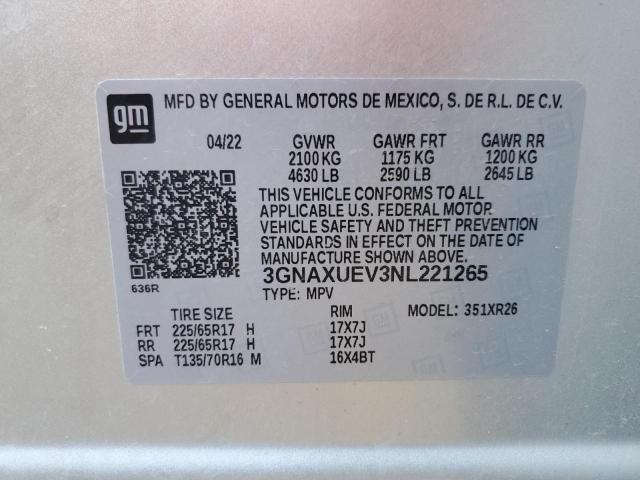 gm
MFD BY GENERAL MOTORS DE MEXICO, S. DE R.L. DE C.V.
04/22 GVWR GAWR FRT GAWR RR
2100 KG 1175 KG 1200 KG
4630 LB 2590 LB 2645 LB
THIS VEHICLE CONFORMS TO ALL
APPLICABLE U.S. FEDERAL MOTOR
VEHICLE SAFETY AND THEFT PREVENTION
STANDARDS IN EFFECT ON THE DATE OF
MANUFACTURE SHOWN ABOVE.
3GNAXUEV3NL221265
636R
TYPE: MPV
TIRE SIZE RIM MODEL: 351XR26
FRT 225/65R17 H 17X7J
RR 225/65R17 H 17X7J
SPA T135/70R16 M 16X4BT